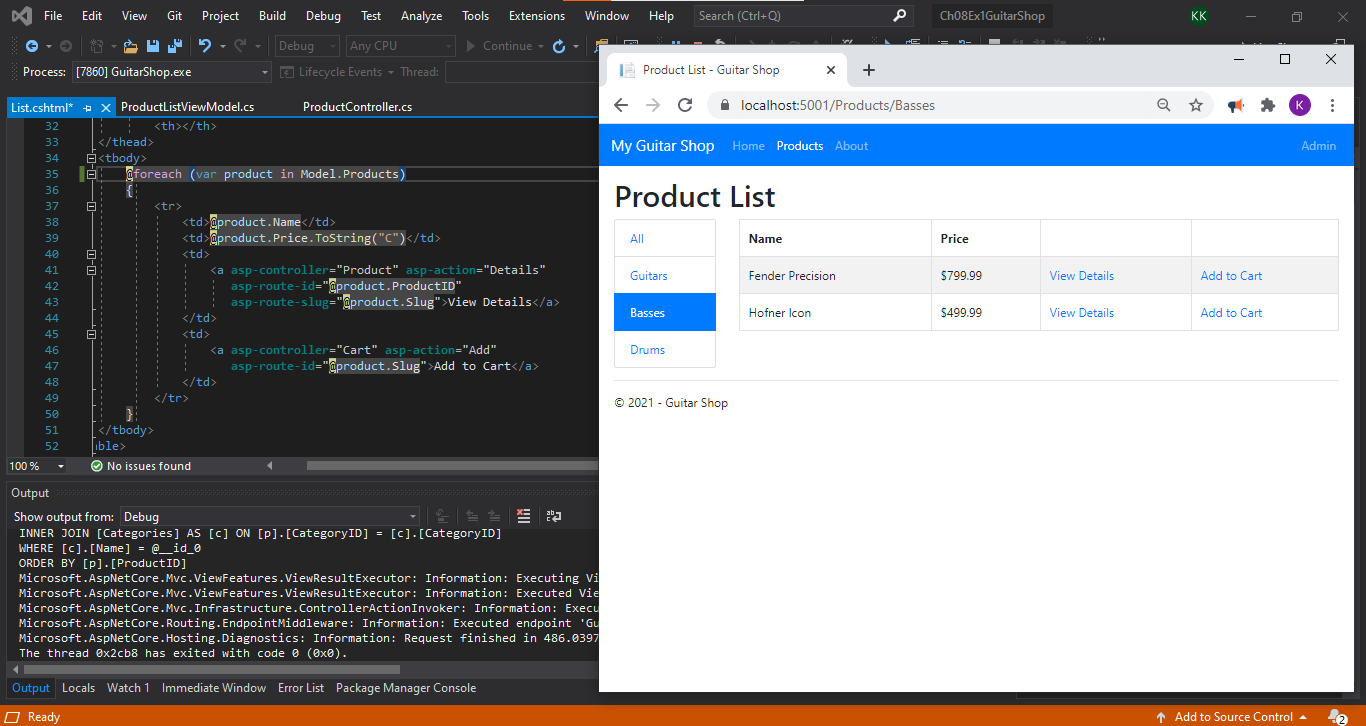 File Edit View Git Project Build Debug Test Analyze Tools Extensions Window Help Search (Ctrl+Q) Ch08Ex1GuitarShop KK
Debug Any CPU Continue
Process: [7860] GuitarShop.exe Lifecycle Events Thread:
List.cshtml* ProductListViewModel.cs ProductController.cs
32 <th></th>
33 </thead>
34 <tbody>
35 @foreach (var product in Model.Products)
36 {
37 <tr>
38 <td>@product.Name</td>
39 <td>@product.Price.ToString("C")</td>
40 <td>
41 <a asp-controller="Product" asp-action="Details"
42 asp-route-id="@product.ProductID"
43 asp-route-slug="@product.Slug">View Details</a>
44 </td>
45 <td>
46 <a asp-controller="Cart" asp-action="Add"
47 asp-route-id="@product.Slug">Add to Cart</a>
48 </td>
49 </tr>
50 }
51 </tbody>
52 ble>
100 % No issues found
Output
Show output from: Debug
INNER JOIN [Categories] AS [c] ON [p].[CategoryID] = [c].[CategoryID]
WHERE [c].[Name] = @__id_0
ORDER BY [p].[ProductID]
Microsoft.AspNetCore.Mvc.ViewFeatures.ViewResultExecutor: Information: Executing Vi
Microsoft.AspNetCore.Mvc.ViewFeatures.ViewResultExecutor: Information: Executed Vie
Microsoft.AspNetCore.Mvc.Infrastructure.ControllerActionInvoker: Information: Execu
Microsoft.AspNetCore.Routing.EndpointMiddleware: Information: Executed endpoint 'Gu
Microsoft.AspNetCore.Hosting.Diagnostics: Information: Request finished in 486.0397
The thread 0x2cb8 has exited with code 0 (0x0).
Output Locals Watch 1 Immediate Window Error List Package Manager Console
Ready Add to Source Control 2
Product List - Guitar Shop
localhost:5001/Products/Basses K
My Guitar Shop Home Products About Admin
Product List
All
Guitars
Basses
Drums
Name Price
Fender Precision $799.99 View Details Add to Cart
Hofner Icon $499.99 View Details Add to Cart
© 2021 - Guitar Shop